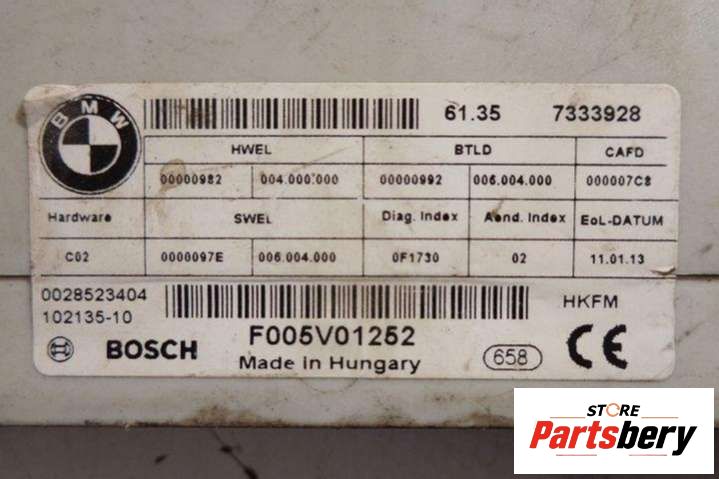 BMW
61.35 7333928
HWEL BTLD CAFD
00000982 004.000.000 00000992 006.004.000 000007C8
Hardware SWEL Diag. Index Aend. Index EoL-DATUM
C02 0000097E 006.004.000 0F1730 02 11.01.13
0028523404 HKFM
102135-10
BOSCH F005V01252 658 CE
Made in Hungary
STORE
Partsbery